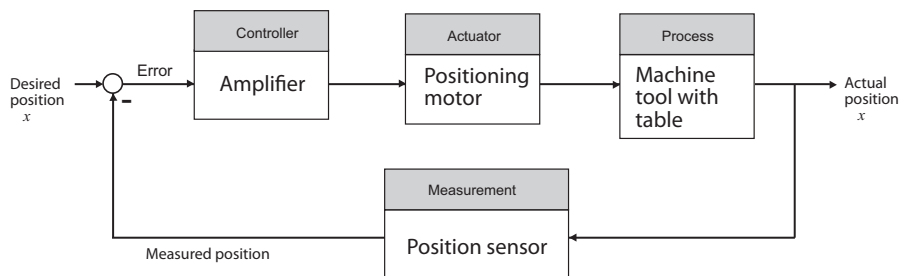 Desired
position
x
Error
−
Controller
Amplifier
Actuator
Positioning
motor
Process
Machine
tool with
table
Actual
position
x
Measurement
Position sensor
Measured position